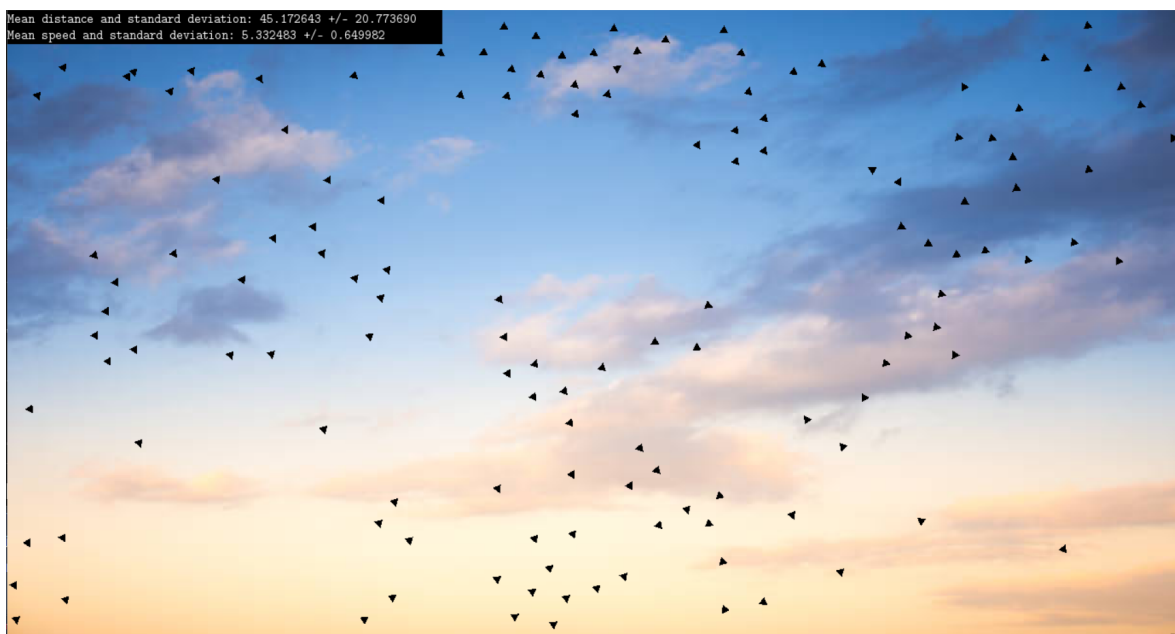 Mean distance and standard deviation: 45.172643 +/- 20.773690
Mean speed and standard deviation: 5.332483 +/- 0.649982